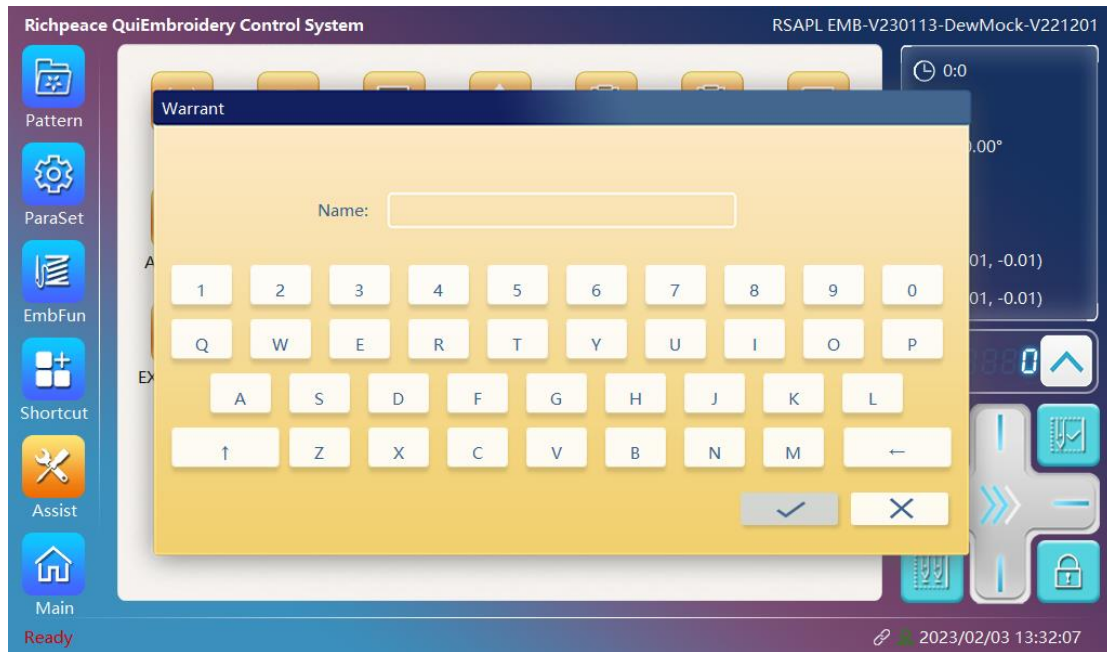 Richpeace QuiEmbroidery Control System
RSAPL EMB-V230113-DewMock-V221201
Pattern
ParaSet
EmbFun
Shortcut
Assist
Main
Warrant
Name:
1 2 3 4 5 6 7 8 9 0
Q W E R T Y U I O P
A S D F G H J K L
↑ Z X C V B N M ←
A
EX
0:0
.00°
01, -0.01)
01, -0.01)
0
Ready
2023/02/03 13:32:07